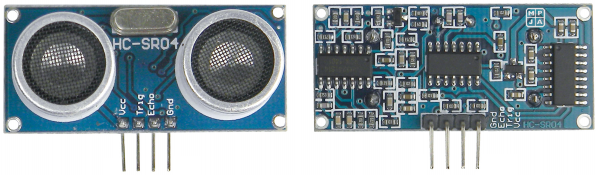 HC-SR04
Vcc
Trig
Echo
Gnd
M P
J A
Gnd
Echo
Trig
Vcc
HC-SR04